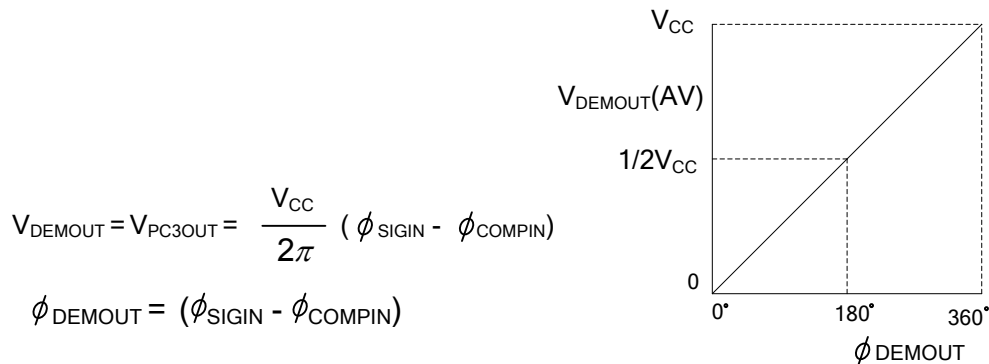 V_DEMOUT = V_PC3OUT = V_CC / 2π (ϕ_SIGIN - ϕ_COMPIN)
ϕ_DEMOUT = (ϕ_SIGIN - ϕ_COMPIN)
V_CC
V_DEMOUT(AV)
1/2V_CC
0
0° 180° 360°
ϕ_DEMOUT